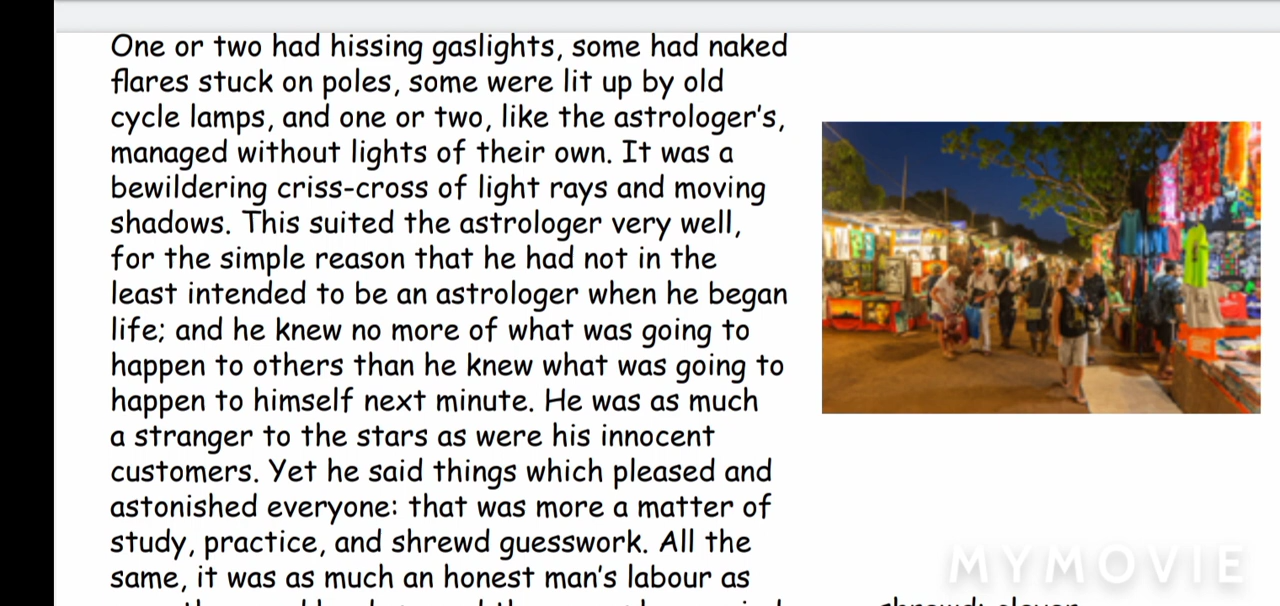 One or two had hissing gaslights, some had naked
flares stuck on poles, some were lit up by old
cycle lamps, and one or two, like the astrologer's,
managed without lights of their own. It was a
bewildering criss-cross of light rays and moving
shadows. This suited the astrologer very well,
for the simple reason that he had not in the
least intended to be an astrologer when he began
life; and he knew no more of what was going to
happen to others than he knew what was going to
happen to himself next minute. He was as much
a stranger to the stars as were his innocent
customers. Yet he said things which pleased and
astonished everyone: that was more a matter of
study, practice, and shrewd guesswork. All the
same, it was as much an honest man's labour as
MYMOVIE
shrewd: clever